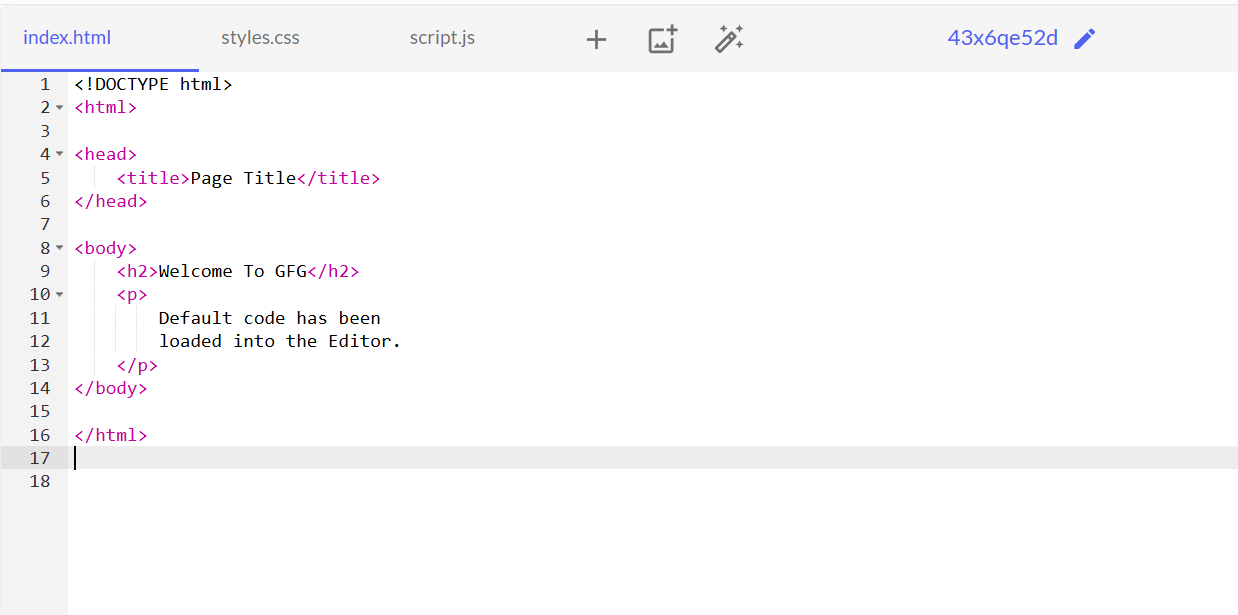 index.html styles.css script.js 43x6qe52d
1 <!DOCTYPE html>
2 <html>
3
4 <head>
5     <title>Page Title</title>
6 </head>
7
8 <body>
9     <h2>Welcome To GFG</h2>
10     <p>
11         Default code has been
12         loaded into the Editor.
13     </p>
14 </body>
15
16 </html>
17
18